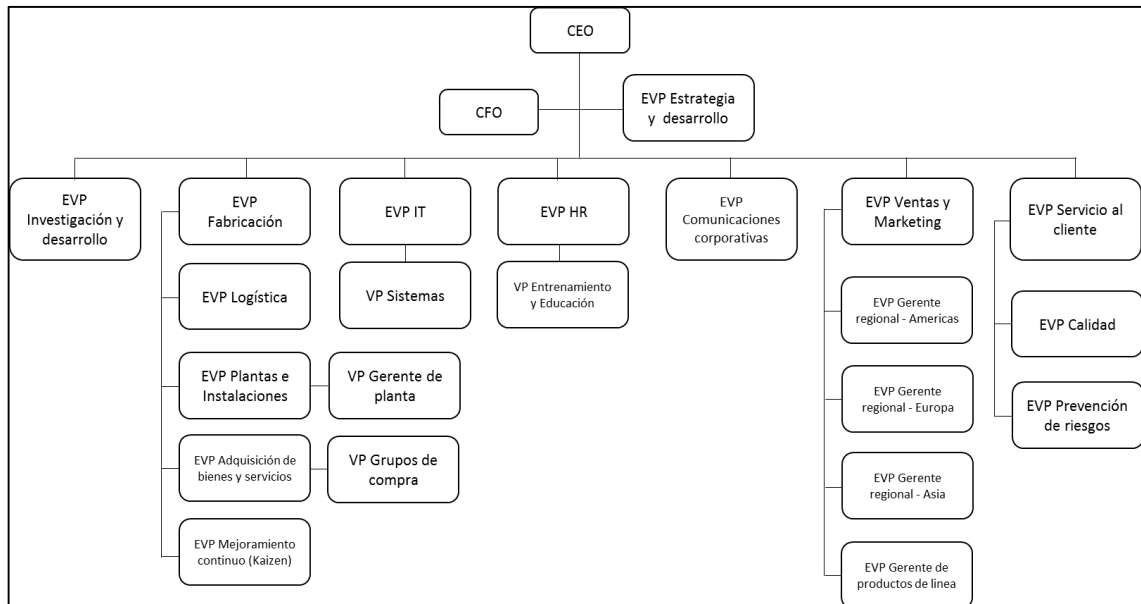 CEO
CFO
EVP Estrategia
y desarrollo
EVP
Investigación y
desarrollo
EVP
Fabricación
EVP IT
EVP HR
EVP
Comunicaciones
corporativas
EVP Ventas y
Marketing
EVP Servicio al
cliente
EVP Logística
VP Sistemas
VP Entrenamiento
y Educación
EVP Gerente
regional - Americas
EVP Calidad
EVP Plantas e
Instalaciones
VP Gerente de
planta
EVP Gerente
regional - Europa
EVP Prevención
de riesgos
EVP Adquisición de
bienes y servicios
VP Grupos de
compra
EVP Gerente
regional - Asia
EVP Mejoramiento
continuo (Kaizen)
EVP Gerente de
productos de linea